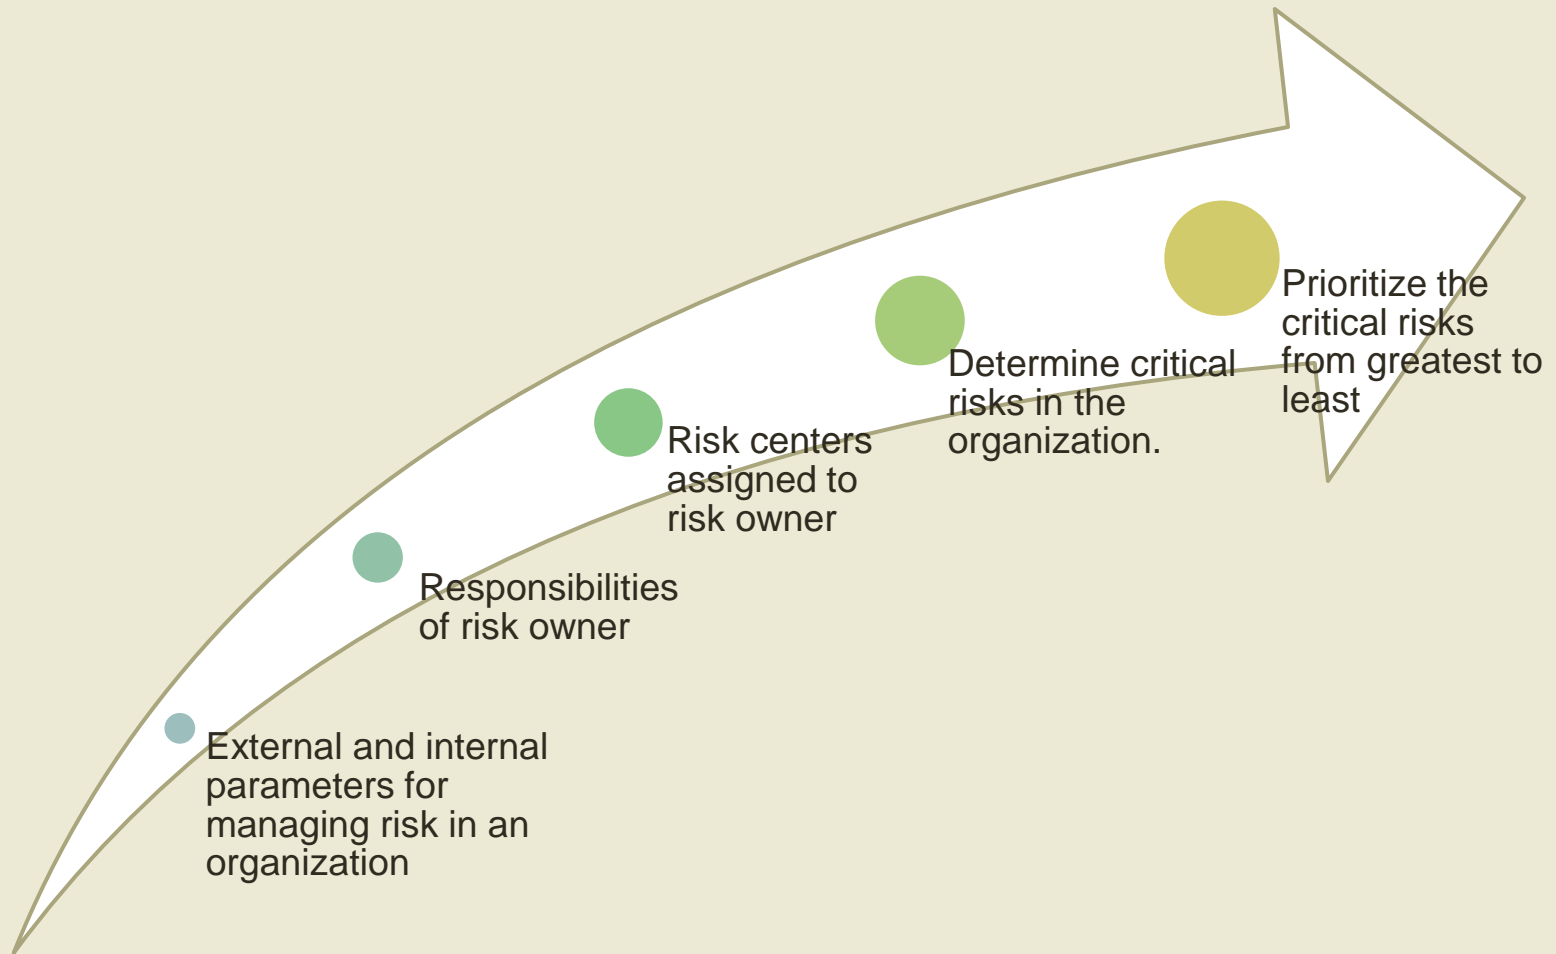 External and internal
parameters for
managing risk in an
organization
Responsibilities
of risk owner
Risk centers
assigned to
risk owner
Determine critical
risks in the
organization.
Prioritize the
critical risks
from greatest to
least